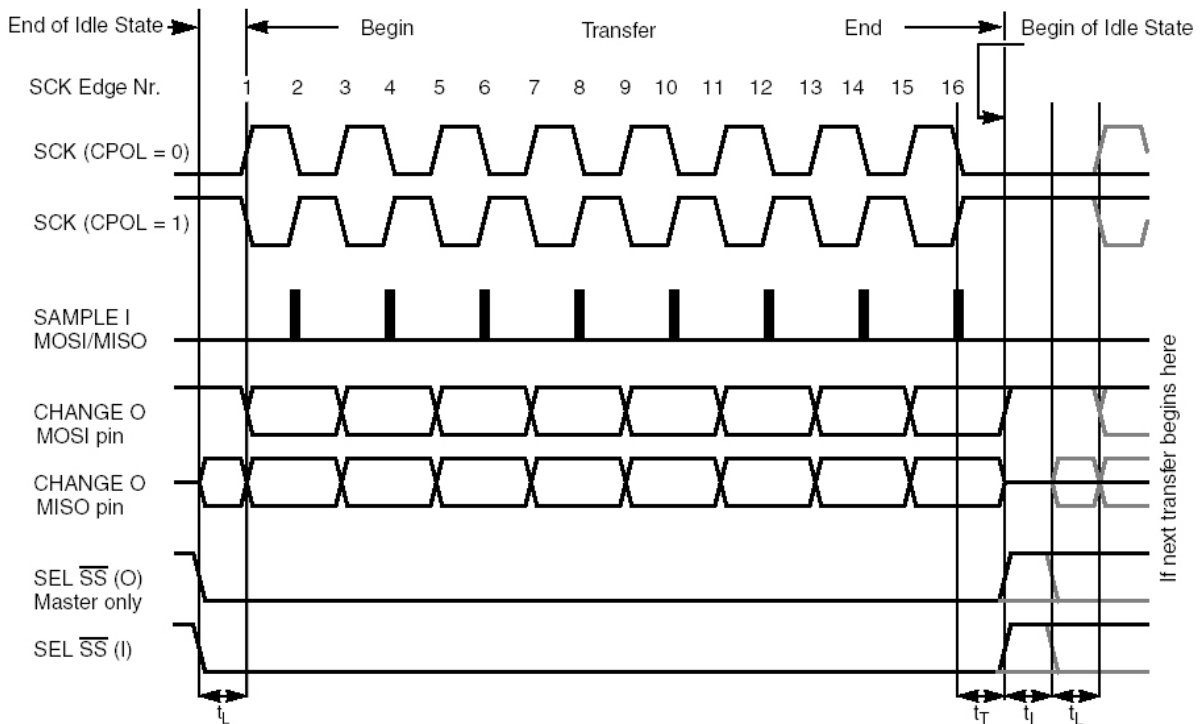 End of Idle State Begin Transfer End Begin of Idle State
SCK Edge Nr. 1 2 3 4 5 6 7 8 9 10 11 12 13 14 15 16
SCK (CPOL = 0)
SCK (CPOL = 1)
SAMPLE I
MOSI/MISO
CHANGE O
MOSI pin
CHANGE O
MISO pin
SEL SS (O)
Master only
SEL SS (I)
tL tT tI tL
If next transfer begins here